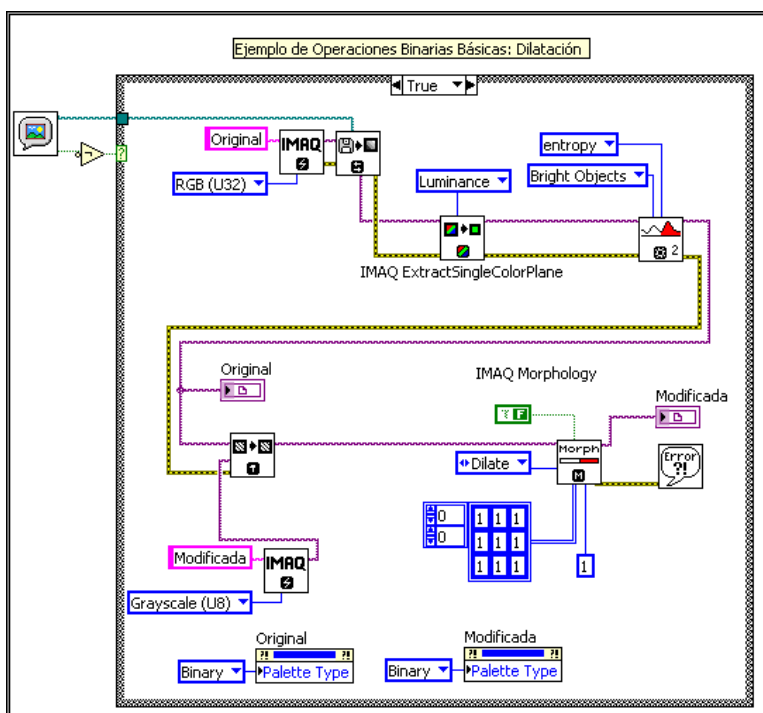 Ejemplo de Operaciones Binarias Básicas: Dilatación
True
Original
IMAQ
RGB (U32)
entropy
Bright Objects
Luminance
2
IMAQ ExtractSingleColorPlane
?
Original
IMAQ Morphology
Modificada
F
Morph
M
Error
?!
Dilate
T
0
0
1 1 1
1 1 1
1 1 1
1
Modificada
IMAQ
Grayscale (U8)
Original
?! ?!
Binary
Palette Type
Modificada
?! ?!
Binary
Palette Type